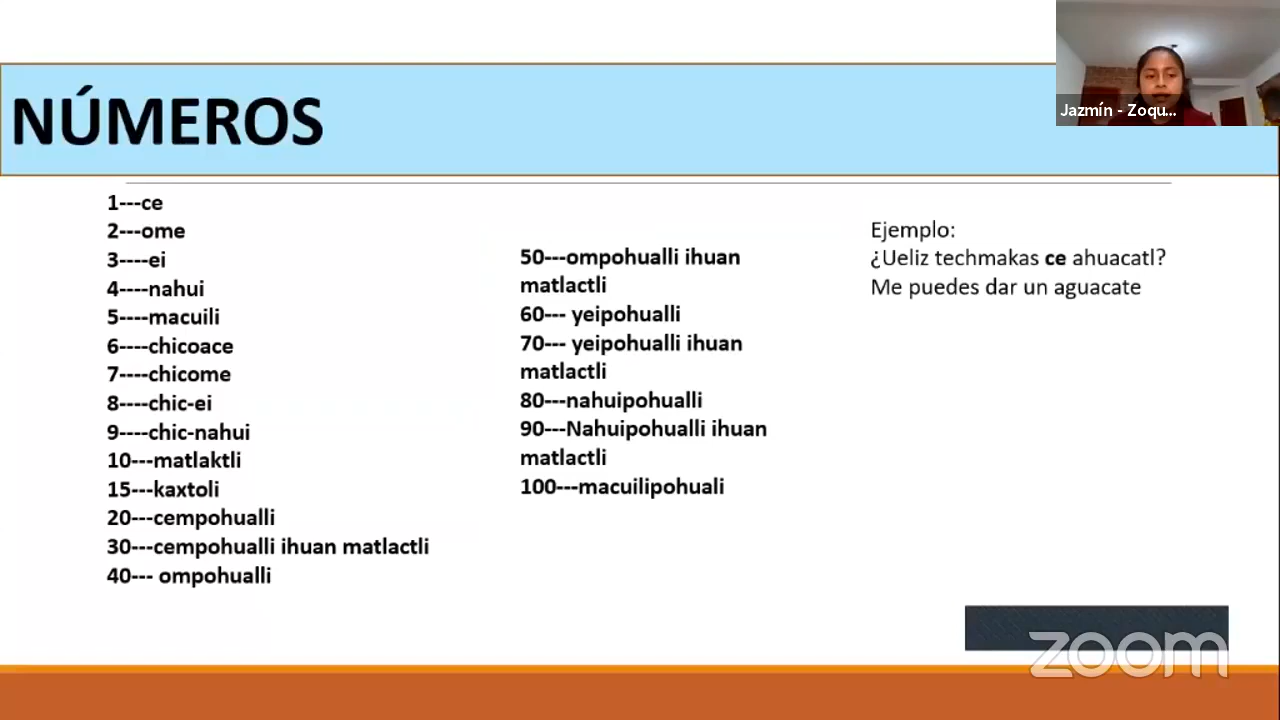 NÚMEROS
Jazmín - Zoqu...
1---ce
2---ome
3----ei
4----nahui
5----macuili
6----chicoace
7----chicome
8----chic-ei
9----chic-nahui
10---matlaktli
15---kaxtoli
20---cempohualli
30---cempohualli ihuan matlactli
40--- ompohualli
50---ompohualli ihuan
matlactli
60--- yeipohualli
70--- yeipohualli ihuan
matlactli
80---nahuipohualli
90---Nahuipohualli ihuan
matlactli
100---macuilipohuali
Ejemplo:
¿Ueliz techmakas ce ahuacatl?
Me puedes dar un aguacate
zoom